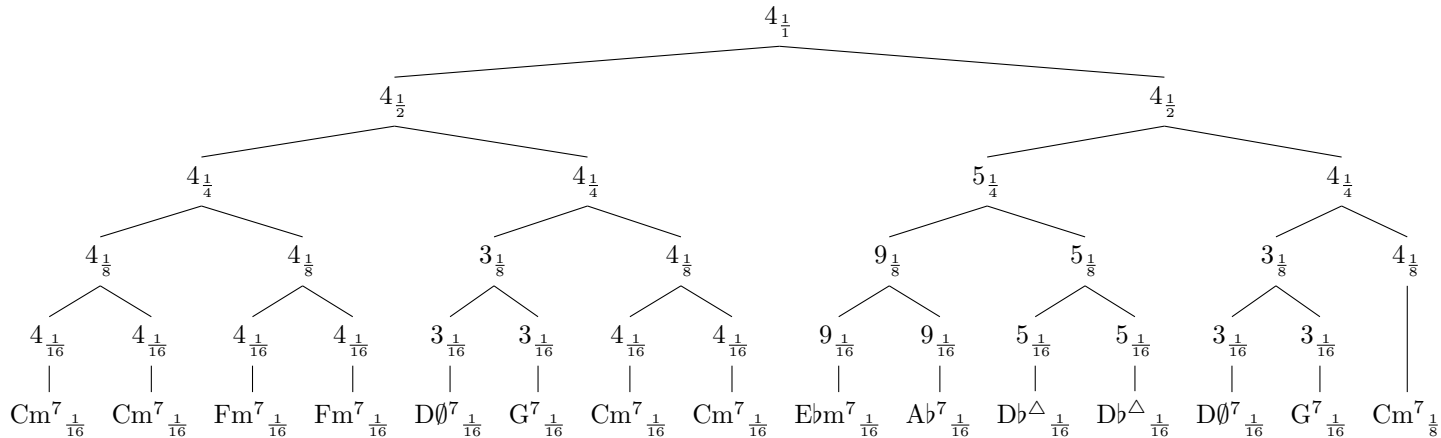 4 1/1
4 1/2 4 1/2
4 1/4 4 1/4 5 1/4 4 1/4
4 1/8 4 1/8 3 1/8 4 1/8 9 1/8 5 1/8 3 1/8 4 1/8
4 1/16 4 1/16 4 1/16 4 1/16 3 1/16 3 1/16 4 1/16 4 1/16 9 1/16 9 1/16 5 1/16 5 1/16 3 1/16 3 1/16
Cm⁷ 1/16 Cm⁷ 1/16 Fm⁷ 1/16 Fm⁷ 1/16 D∅⁷ 1/16 G⁷ 1/16 Cm⁷ 1/16 Cm⁷ 1/16 E♭m⁷ 1/16 A♭⁷ 1/16 D♭△ 1/16 D♭△ 1/16 D∅⁷ 1/16 G⁷ 1/16 Cm⁷ 1/8